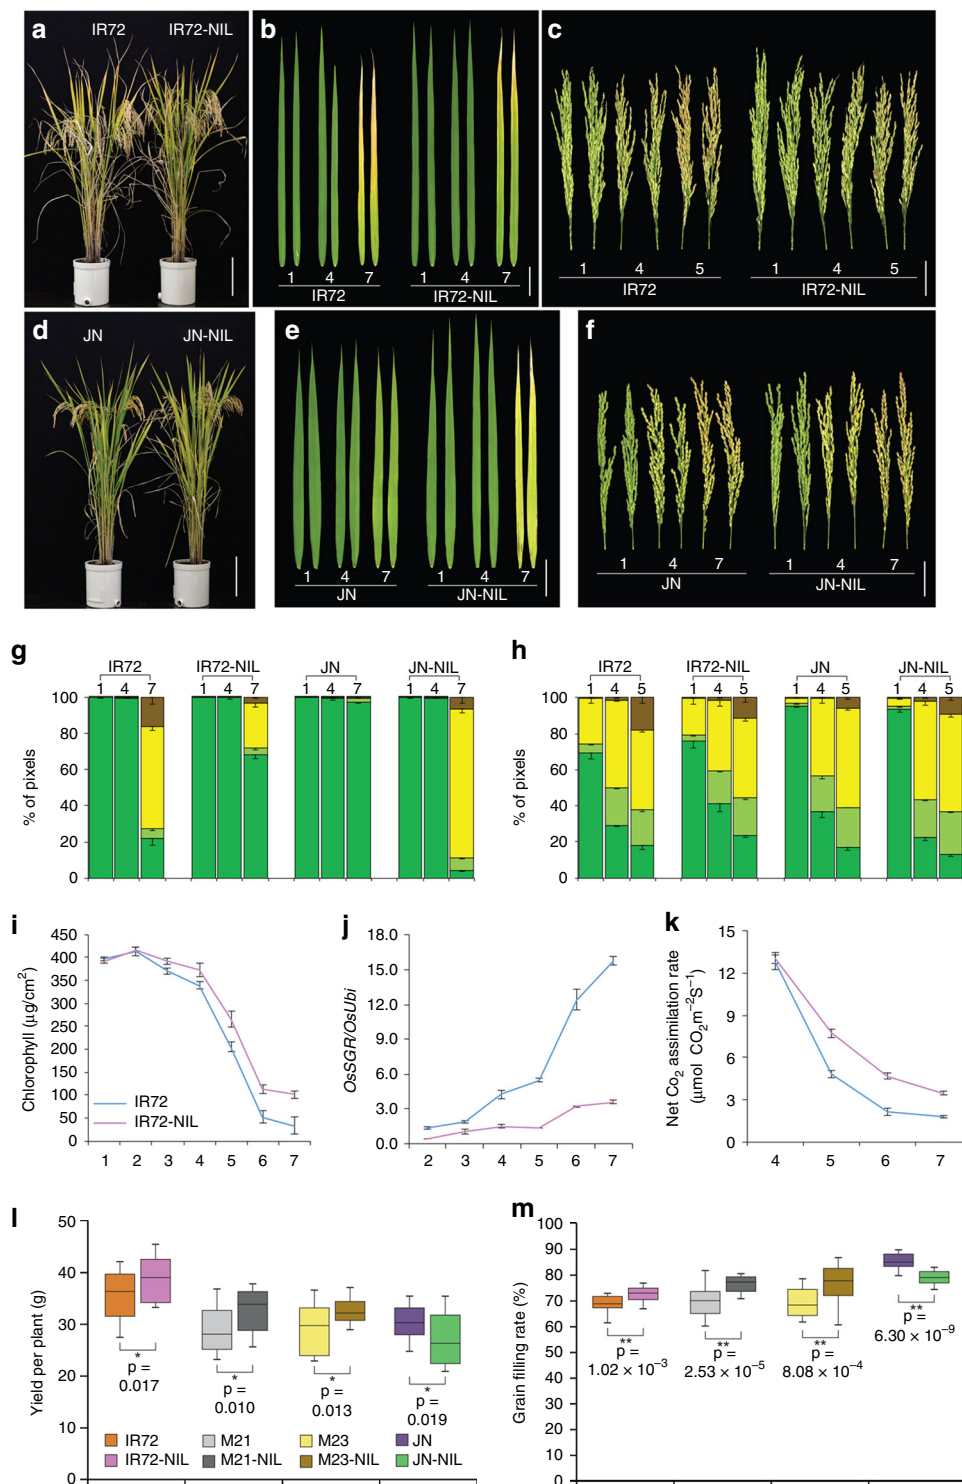 a IR72 IR72-NIL
b
1 4 7 1 4 7
IR72 IR72-NIL
c
1 4 5 1 4 5
IR72 IR72-NIL
d JN JN-NIL
e
1 4 7 1 4 7
JN JN-NIL
f
1 4 7 1 4 7
JN JN-NIL
g
IR72 IR72-NIL JN JN-NIL
1 4 7 1 4 7 1 4 7 1 4 7
% of pixels
100
80
60
40
20
0
h
IR72 IR72-NIL JN JN-NIL
1 4 5 1 4 5 1 4 5 1 4 5
% of pixels
100
80
60
40
20
0
i
Chlorophyll (µg/cm²)
450
400
350
300
250
200
150
100
50
0
IR72
IR72-NIL
1 2 3 4 5 6 7
j
OsSGR/OsUbi
18.0
15.0
12.0
9.0
6.0
3.0
0.0
2 3 4 5 6 7
k
Net Co₂ assimilation rate
(µmol CO₂m⁻²S⁻¹)
15
12
9
6
3
0
4 5 6 7
l
Yield per plant (g)
50
40
30
20
10
0
*
p =
0.017
*
p =
0.010
*
p =
0.013
*
p =
0.019
IR72 M21 M23 JN
IR72-NIL M21-NIL M23-NIL JN-NIL
m
Grain filling rate (%)
100
90
80
70
60
50
40
30
20
10
0
**
p =
1.02 × 10⁻³
**
p =
2.53 × 10⁻⁵
**
p =
8.08 × 10⁻⁴
**
p =
6.30 × 10⁻⁹